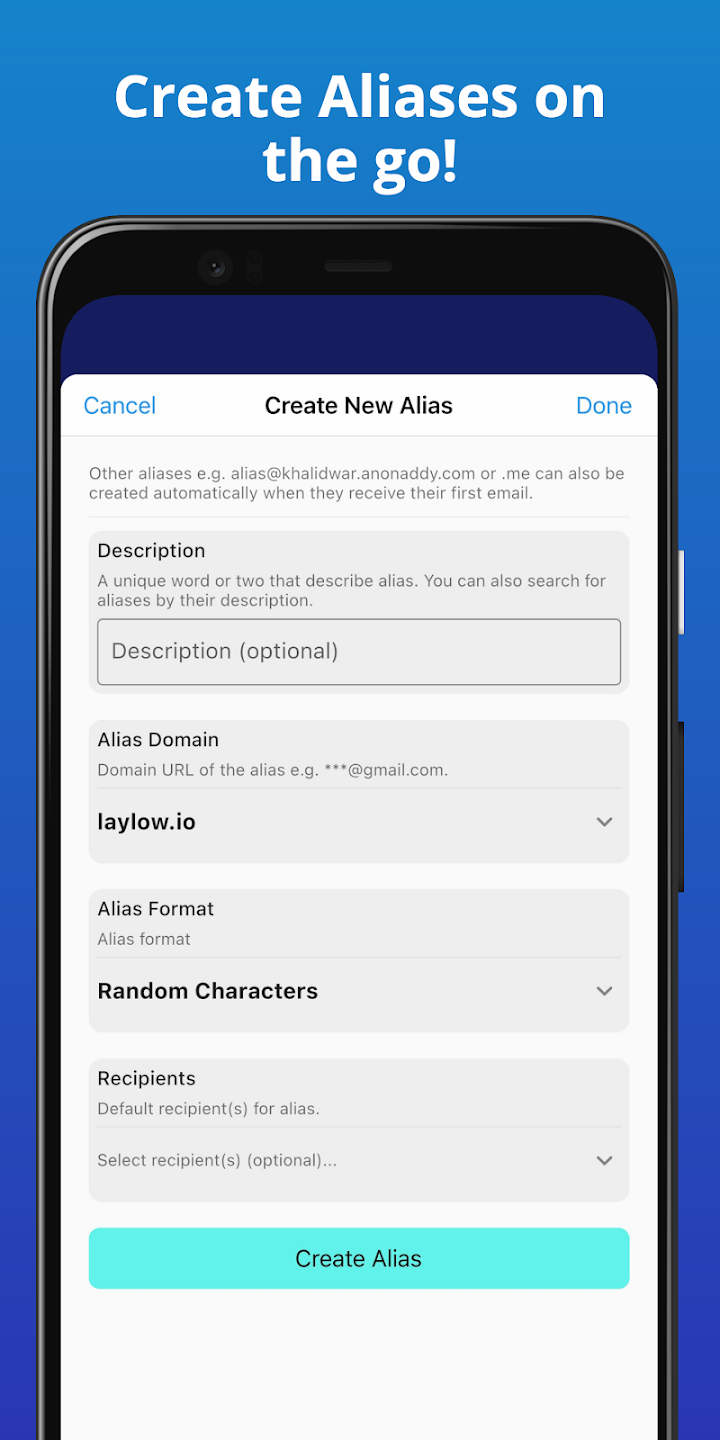 Create Aliases on
the go!
Cancel
Create New Alias
Done
Other aliases e.g. alias@khalidwar.anonaddy.com or .me can also be
created automatically when they receive their first email.
Description
A unique word or two that describe alias. You can also search for
aliases by their description.
Description (optional)
Alias Domain
Domain URL of the alias e.g. ***@gmail.com.
laylow.io
Alias Format
Alias format
Random Characters
Recipients
Default recipient(s) for alias.
Select recipient(s) (optional)...
Create Alias